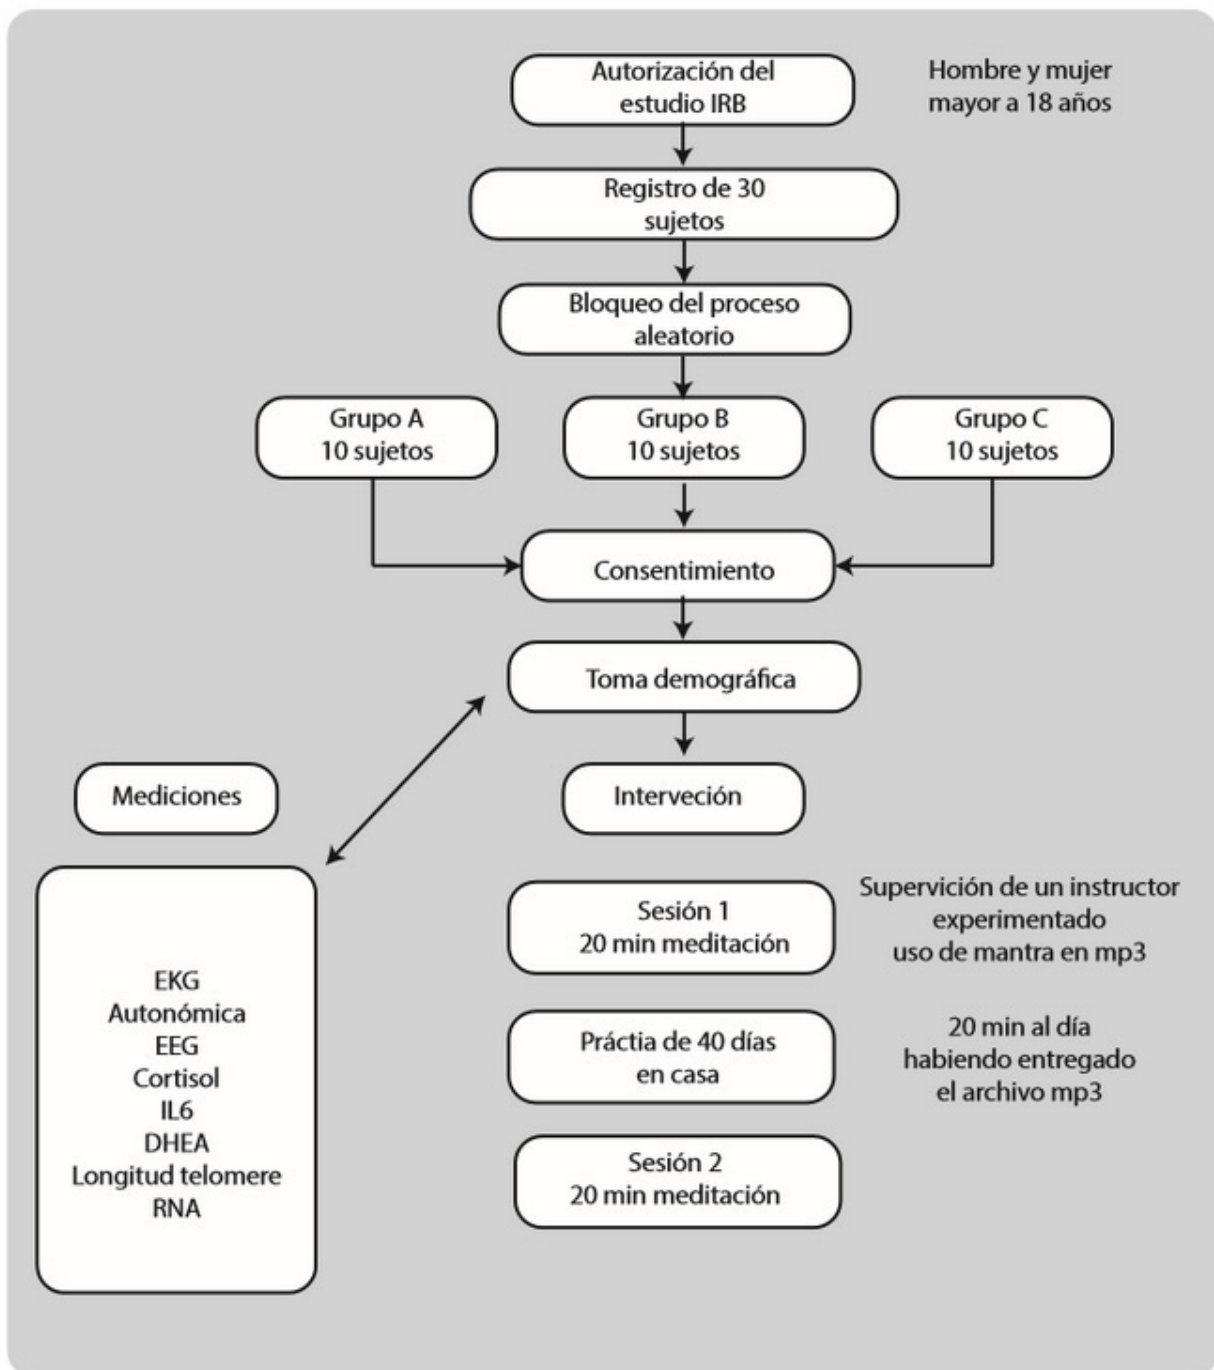 Autorización del
estudio IRB
Hombre y mujer
mayor a 18 años
Registro de 30
sujetos
Bloqueo del proceso
aleatorio
Grupo A
10 sujetos
Grupo B
10 sujetos
Grupo C
10 sujetos
Consentimiento
Toma demográfica
Mediciones
Interveción
EKG
Autonómica
EEG
Cortisol
IL6
DHEA
Longitud telomere
RNA
Sesión 1
20 min meditación
Supervición de un instructor
experimentado
uso de mantra en mp3
Práctia de 40 días
en casa
20 min al día
habiendo entregado
el archivo mp3
Sesión 2
20 min meditación